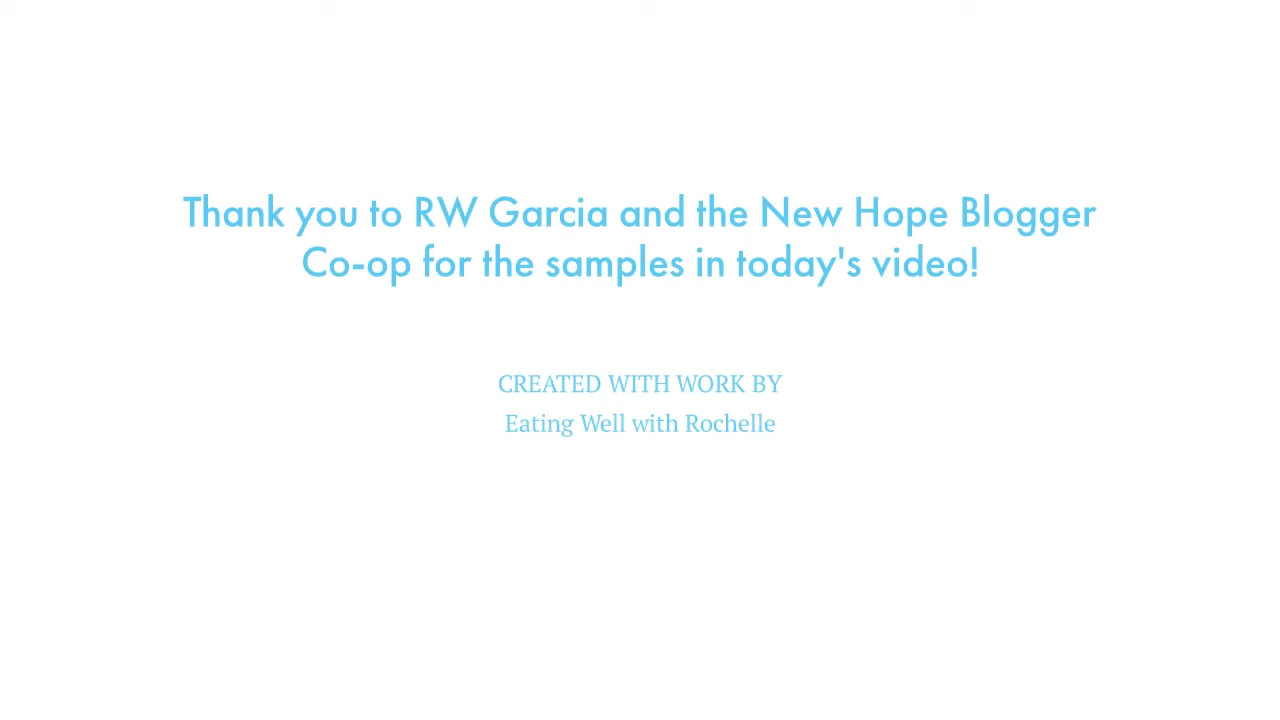 Thank you to RW Garcia and the New Hope Blogger
Co-op for the samples in today's video!
CREATED WITH WORK BY
Eating Well with Rochelle